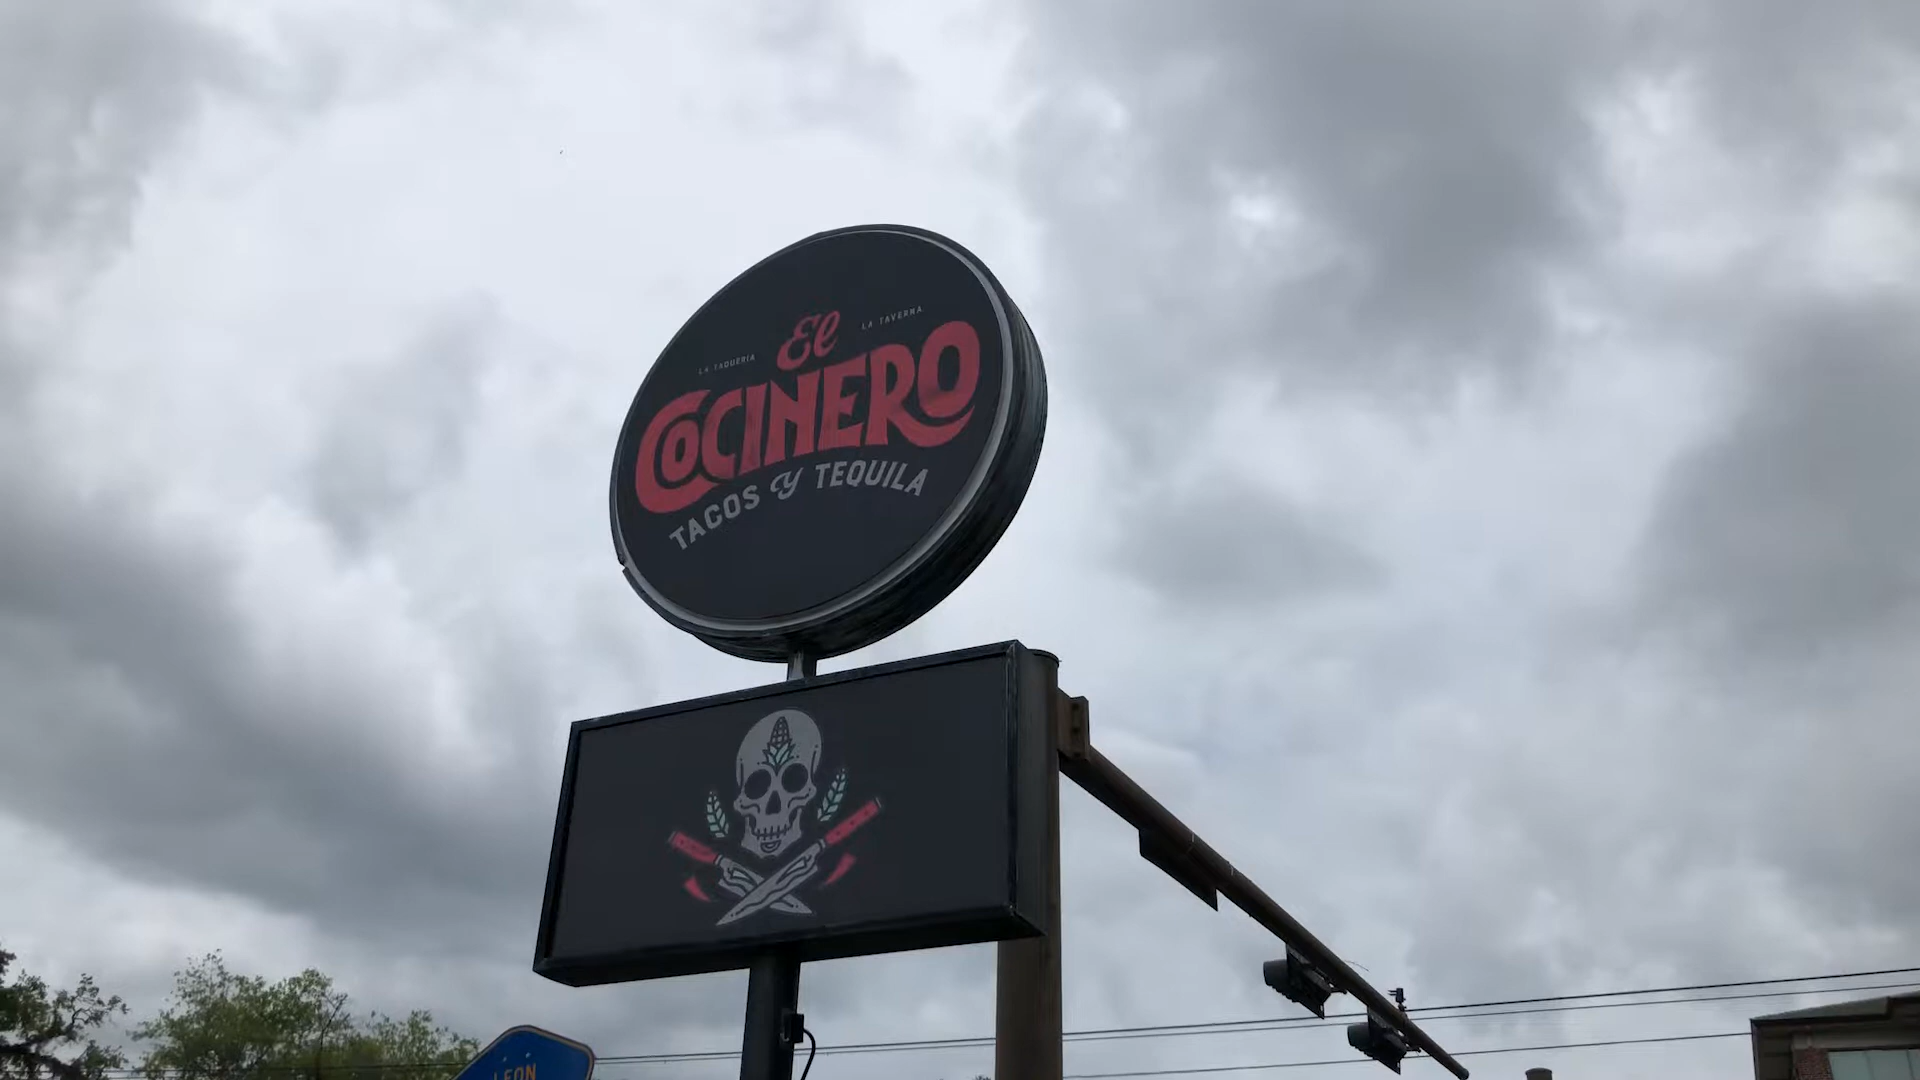 El
LA TAQUERIA
LA TAVERNA
COCINERO
TACOS y TEQUILA
LEON